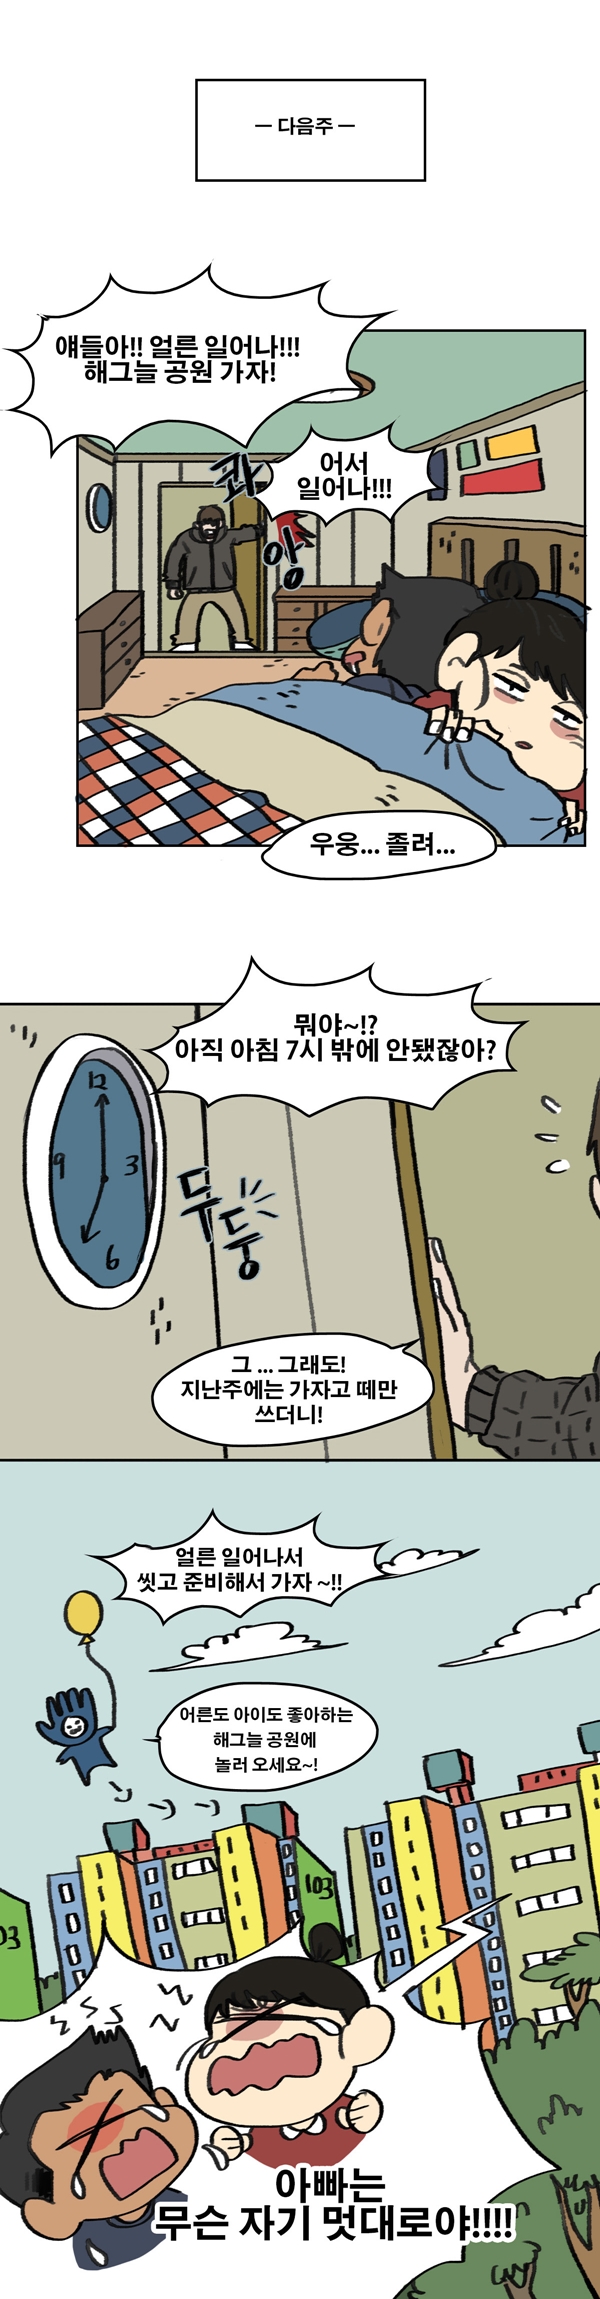 — 다음주 —
얘들아!! 얼른 일어나!!!
해그늘 공원 가자!
어서
일어나!!!
콰
앙
우웅... 졸려...
뭐야~!?
아직 아침 7시 밖에 안됐잖아?
12
9
3
6
두
둥
그 ... 그래도!
지난주에는 가자고 떼만
쓰더니!
얼른 일어나서
씻고 준비해서 가자 ~!!
어른도 아이도 좋아하는
해그늘 공원에
놀러 오세요~!
103
03
아빠는
무슨 자기 멋대로야!!!!